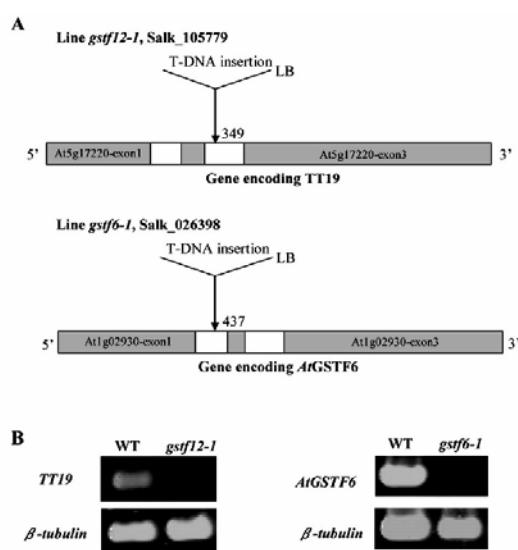 A
Line gstf12-1, Salk_105779
T-DNA insertion
LB
349
5’ At5g17220-exon1 At5g17220-exon3 3’
Gene encoding TT19
Line gstf6-1, Salk_026398
T-DNA insertion
LB
437
5’ At1g02930-exon1 At1g02930-exon3 3’
Gene encoding AtGSTF6
B
WT gstf12-1 WT gstf6-1
TT19 AtGSTF6
β-tubulin β-tubulin